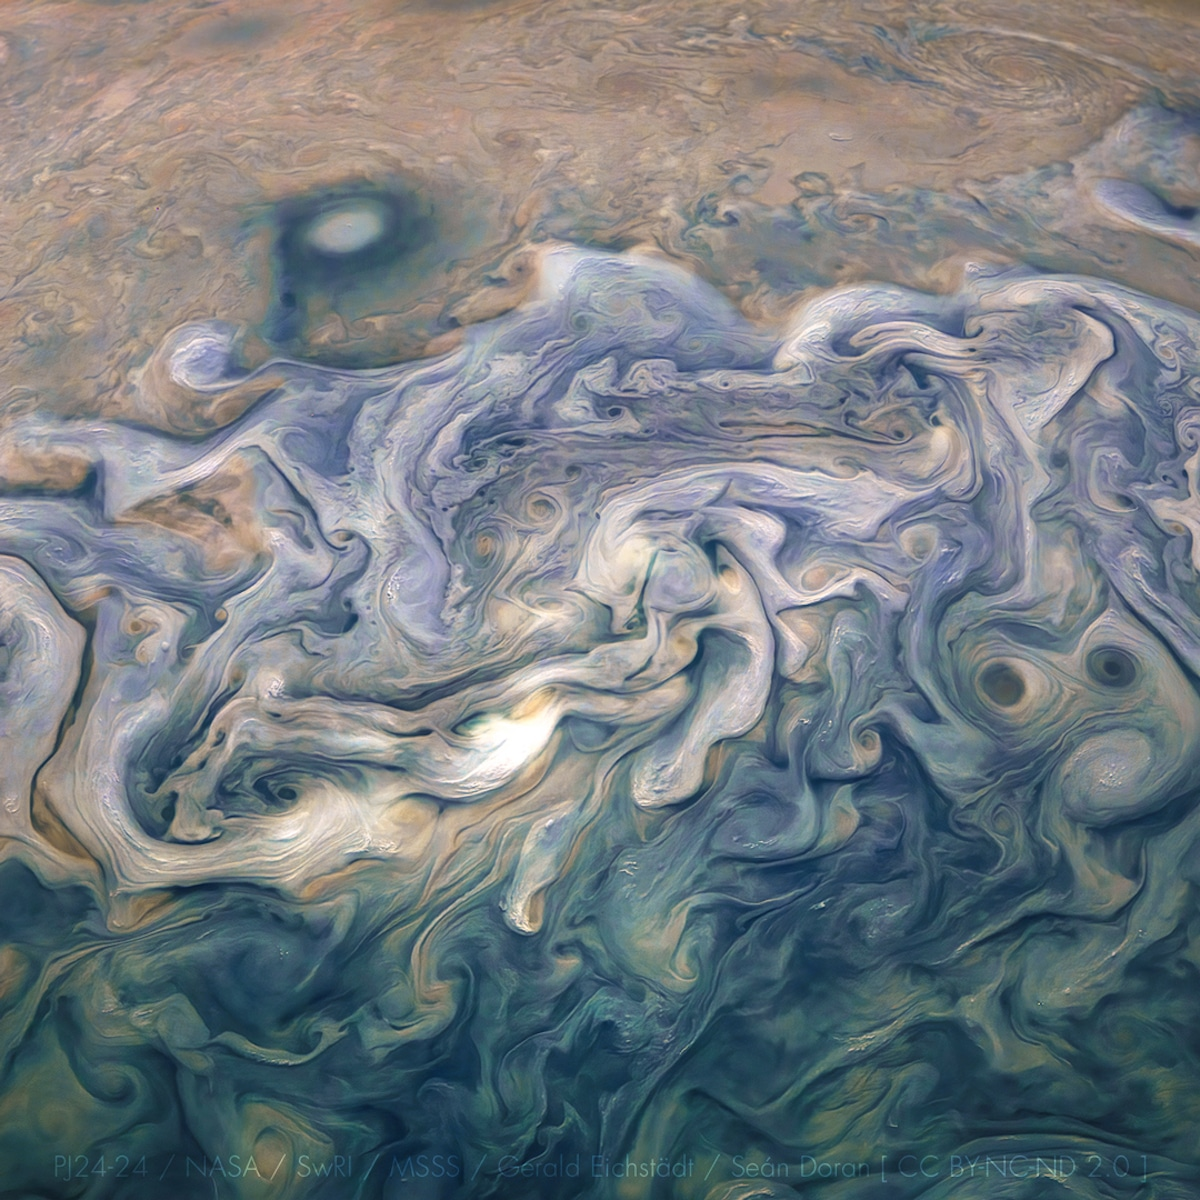 PJ24-24 / NASA / SwRI / MSSS / Gerald Eichstädt / Seán Doran [ CC BY-NC-ND 2.0 ]